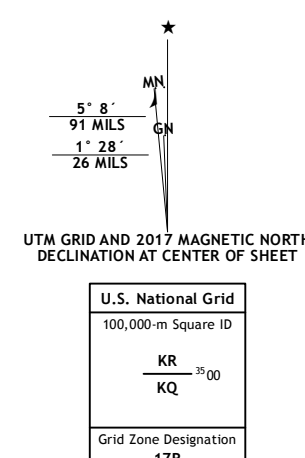 ★
MN
5° 8´
91 MILS
GN
1° 28´
26 MILS
UTM GRID AND 2017 MAGNETIC NORTH
DECLINATION AT CENTER OF SHEET
U.S. National Grid
100,000-m Square ID
KR
3500
KQ
Grid Zone Designation
17R